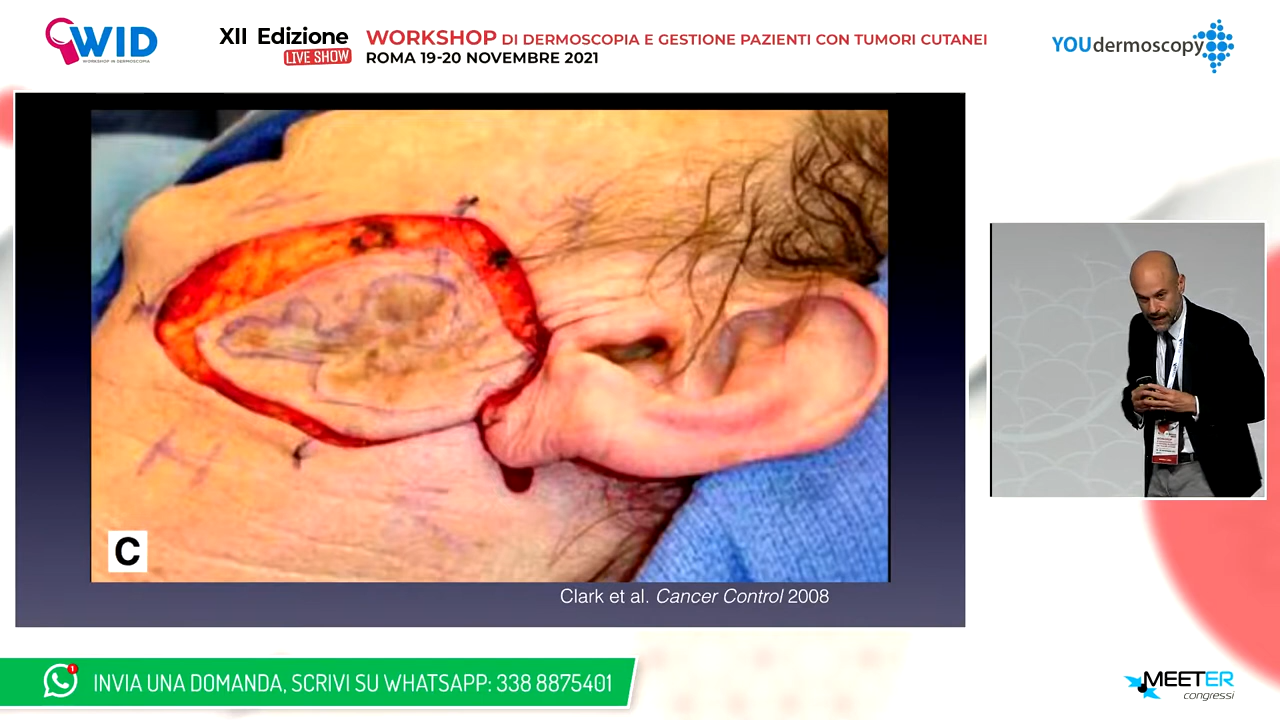 WID
WORKSHOP IN DERMOSCOPIA
XII Edizione
LIVE SHOW
WORKSHOP DI DERMOSCOPIA E GESTIONE PAZIENTI CON TUMORI CUTANEI
ROMA 19-20 NOVEMBRE 2021
YOUdermoscopy
C
Clark et al. Cancer Control 2008
1
INVIA UNA DOMANDA, SCRIVI SU WHATSAPP: 338 8875401
MEETER
congressi